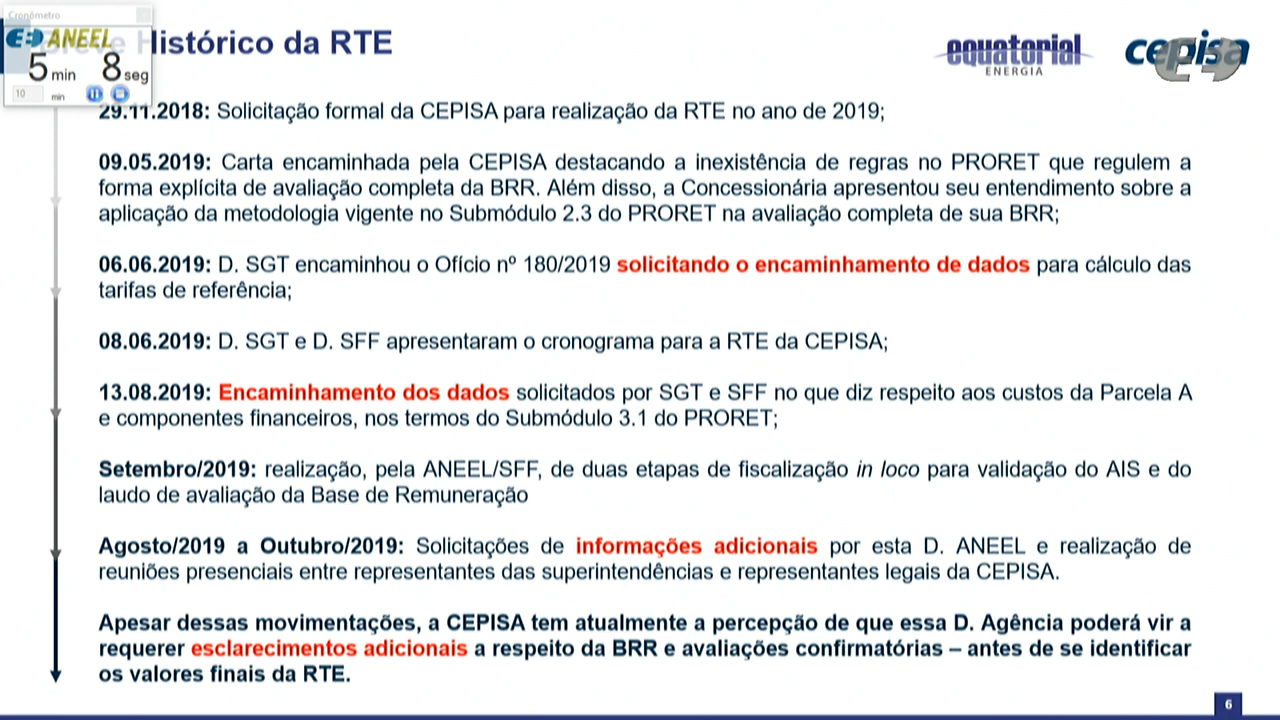 Cronômetro
ANEEL
5 min 8 seg
10 min
Histórico da RTE
equatorial
ENERGIA
cepisa
29.11.2018: Solicitação formal da CEPISA para realização da RTE no ano de 2019;
09.05.2019: Carta encaminhada pela CEPISA destacando a inexistência de regras no PRORET que regulem a
forma explícita de avaliação completa da BRR. Além disso, a Concessionária apresentou seu entendimento sobre a
aplicação da metodologia vigente no Submódulo 2.3 do PRORET na avaliação completa de sua BRR;
06.06.2019: D. SGT encaminhou o Ofício nº 180/2019 solicitando o encaminhamento de dados para cálculo das
tarifas de referência;
08.06.2019: D. SGT e D. SFF apresentaram o cronograma para a RTE da CEPISA;
13.08.2019: Encaminhamento dos dados solicitados por SGT e SFF no que diz respeito aos custos da Parcela A
e componentes financeiros, nos termos do Submódulo 3.1 do PRORET;
Setembro/2019: realização, pela ANEEL/SFF, de duas etapas de fiscalização in loco para validação do AIS e do
laudo de avaliação da Base de Remuneração
Agosto/2019 a Outubro/2019: Solicitações de informações adicionais por esta D. ANEEL e realização de
reuniões presenciais entre representantes das superintendências e representantes legais da CEPISA.
Apesar dessas movimentações, a CEPISA tem atualmente a percepção de que essa D. Agência poderá vir a
requerer esclarecimentos adicionais a respeito da BRR e avaliações confirmatórias – antes de se identificar
os valores finais da RTE.
6